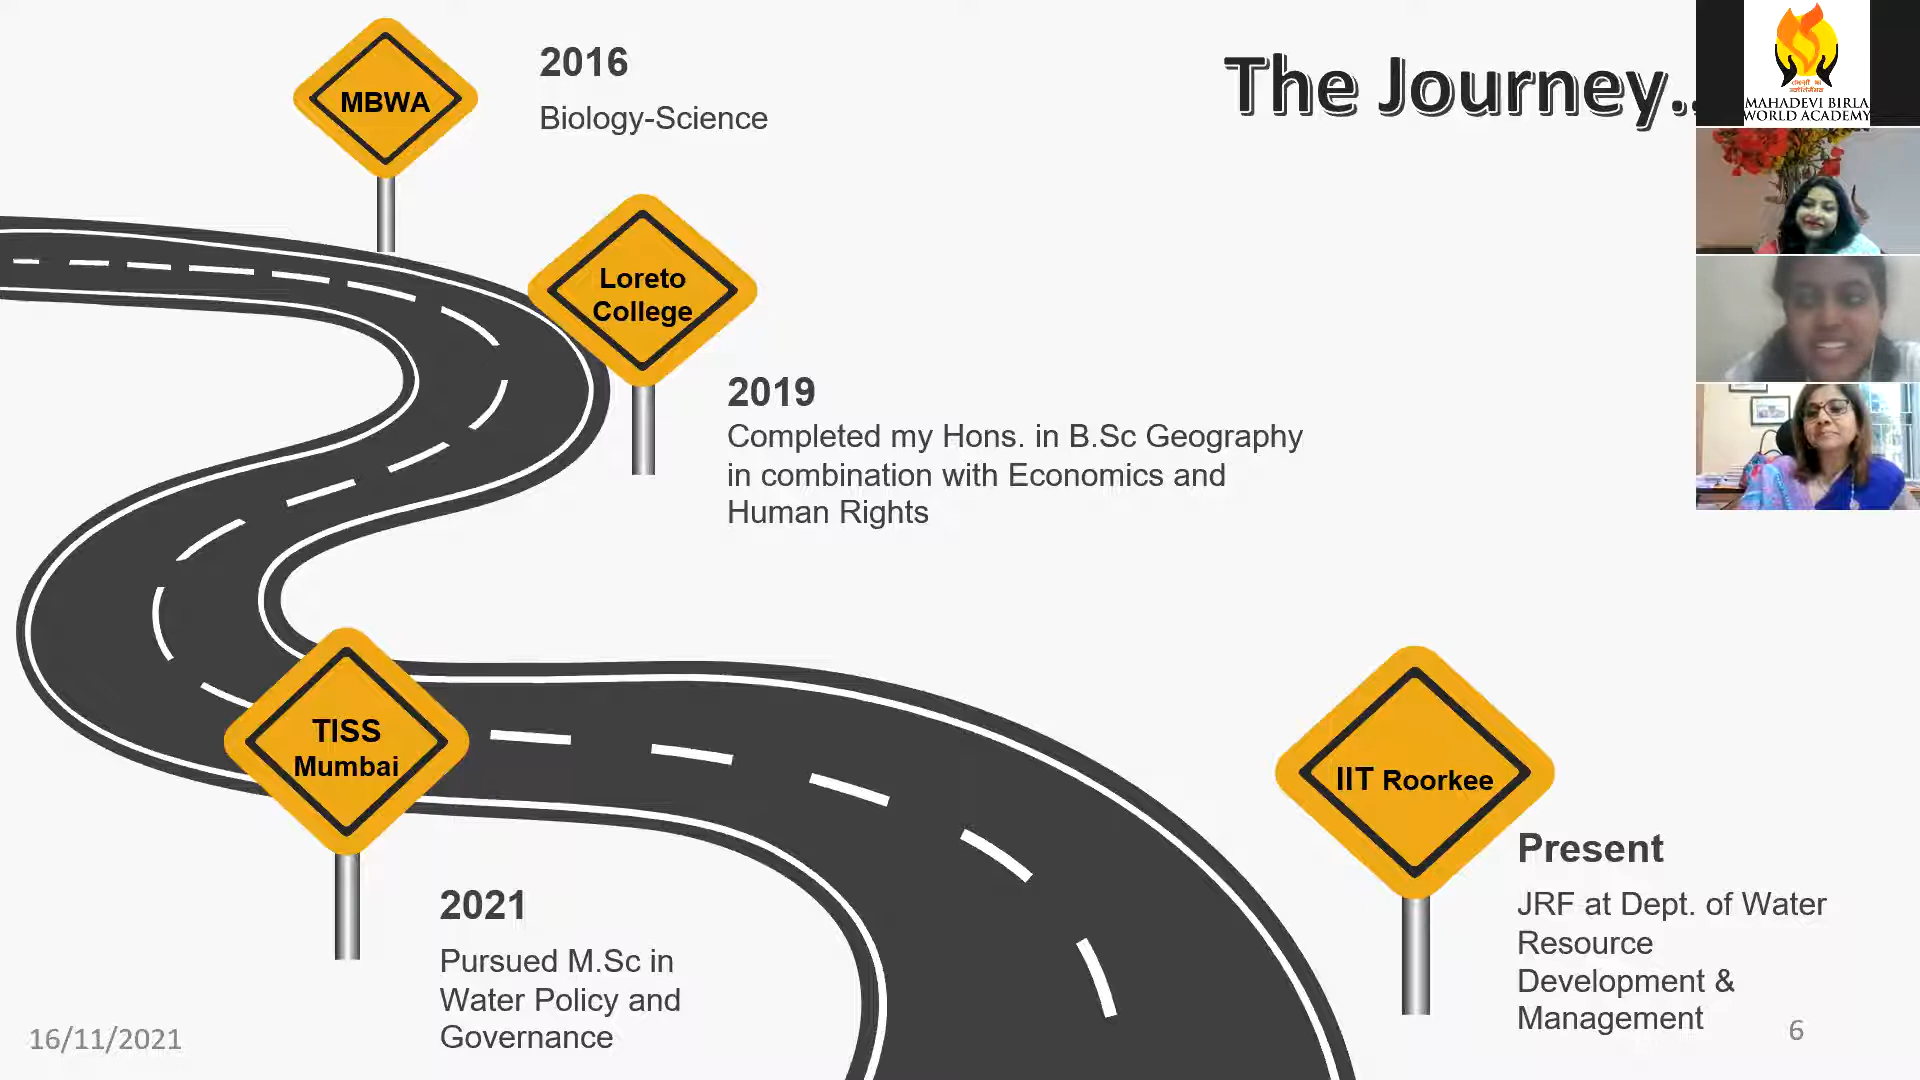 The Journey..
MBWA
2016
Biology-Science
Loreto
College
2019
Completed my Hons. in B.Sc Geography
in combination with Economics and
Human Rights
TISS
Mumbai
2021
Pursued M.Sc in
Water Policy and
Governance
IIT Roorkee
Present
JRF at Dept. of Water
Resource
Development &
Management
16/11/2021
6
MAHADEVI BIRLA
WORLD ACADEMY